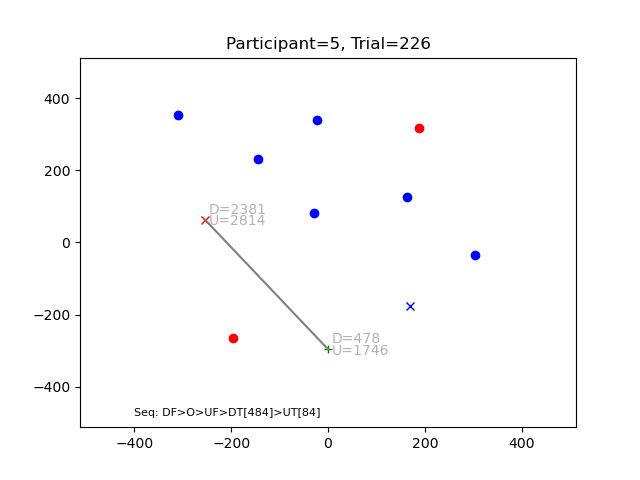 Participant=5, Trial=226
400
200
0
−200
−400
D=2381
U=2814
D=478
U=1746
Seq: DF>O>UF>DT[484]>UT[84]
−400
−200
0
200
400